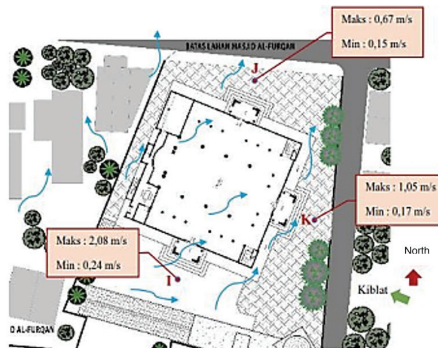 Maks : 0,67 m/s
Min : 0,15 m/s
J
BATAS LAHAN MASJID AL-FURQAN
Maks : 1,05 m/s
Min : 0,17 m/s
K
Maks : 2,08 m/s
Min : 0,24 m/s
I
North
Kiblat
D AL-FURQAN